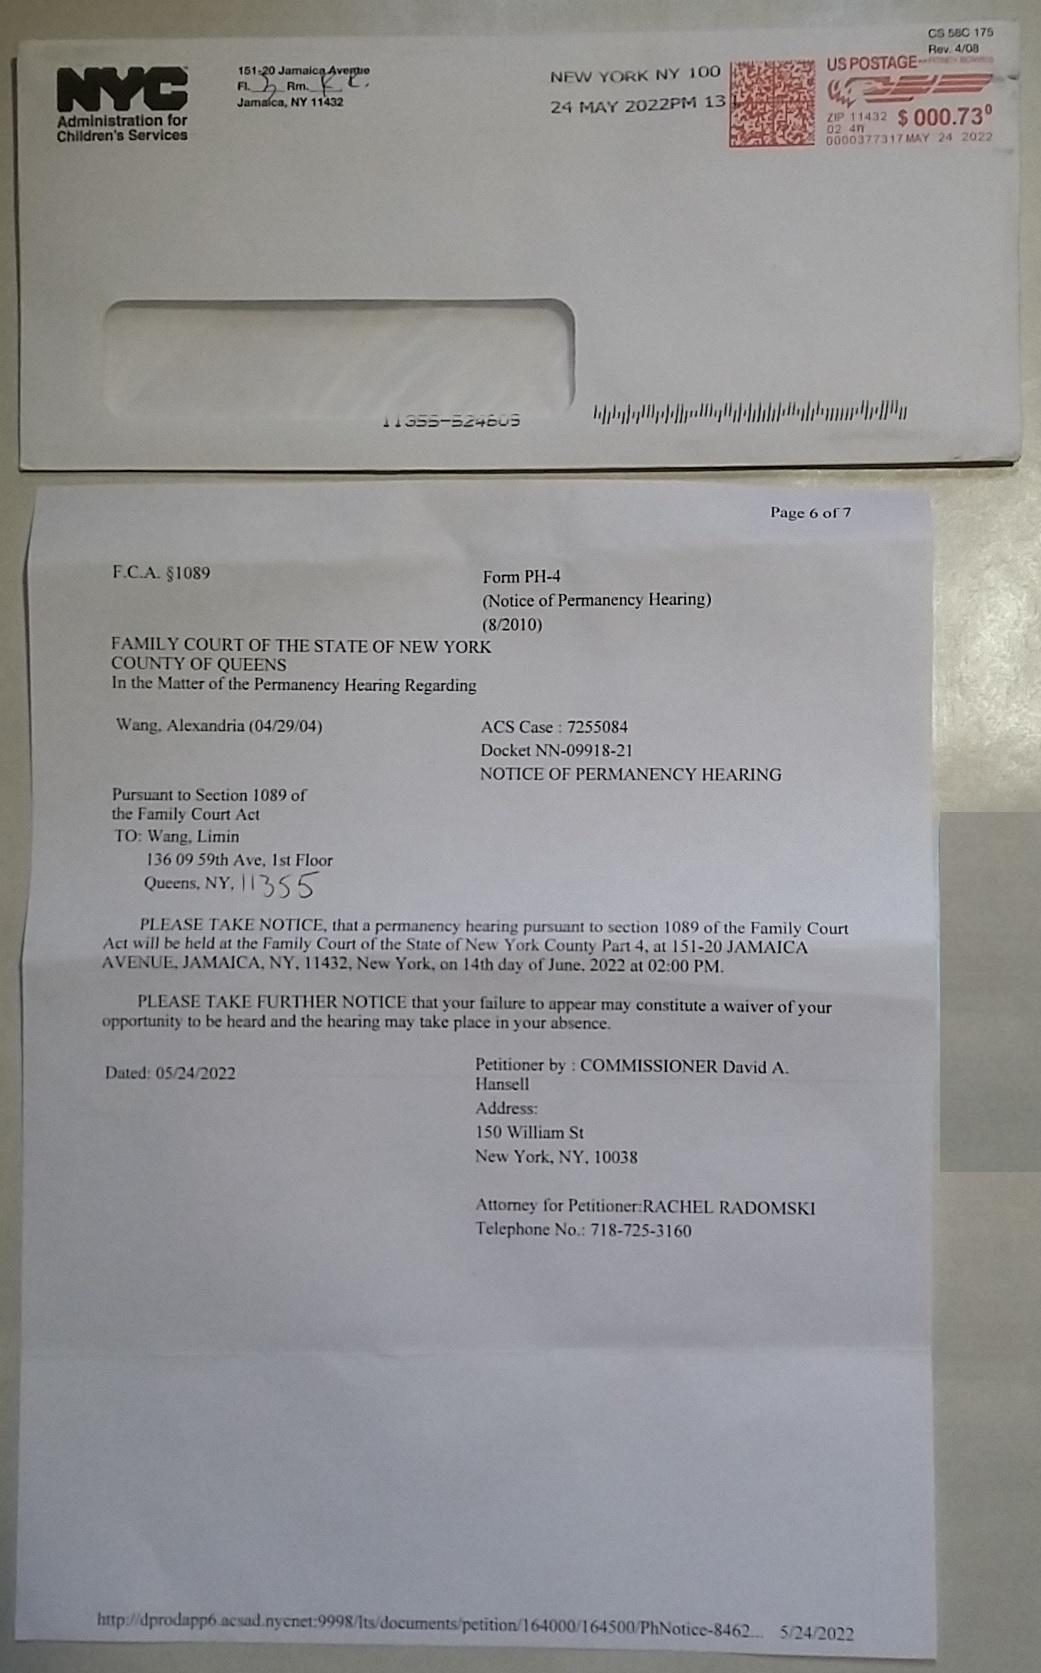 CS 58C 175
Rev. 4/08
NYC
Administration for
Children's Services
151-20 Jamaica Avenue
Fl. 3 Rm.
Jamaica, NY 11432
NEW YORK NY 100
24 MAY 2022PM 13
US POSTAGE
ZIP 11432 $ 000.73⁰
02 4W
0000377317 MAY 24 2022
11355-524609
Page 6 of 7
F.C.A. §1089
Form PH-4
(Notice of Permanency Hearing)
(8/2010)
FAMILY COURT OF THE STATE OF NEW YORK
COUNTY OF QUEENS
In the Matter of the Permanency Hearing Regarding
Wang, Alexandria (04/29/04)
ACS Case : 7255084
Docket NN-09918-21
NOTICE OF PERMANENCY HEARING
Pursuant to Section 1089 of
the Family Court Act
TO: Wang, Limin
136 09 59th Ave, 1st Floor
Queens, NY, 11355
PLEASE TAKE NOTICE, that a permanency hearing pursuant to section 1089 of the Family Court
Act will be held at the Family Court of the State of New York County Part 4, at 151-20 JAMAICA
AVENUE, JAMAICA, NY, 11432, New York, on 14th day of June, 2022 at 02:00 PM.
PLEASE TAKE FURTHER NOTICE that your failure to appear may constitute a waiver of your
opportunity to be heard and the hearing may take place in your absence.
Dated: 05/24/2022
Petitioner by : COMMISSIONER David A.
Hansell
Address:
150 William St
New York, NY, 10038
Attorney for Petitioner:RACHEL RADOMSKI
Telephone No.: 718-725-3160
http://dprodapp6.acsad.nycnet:9998/lts/documents/petition/164000/164500/PhNotice-8462... 5/24/2022